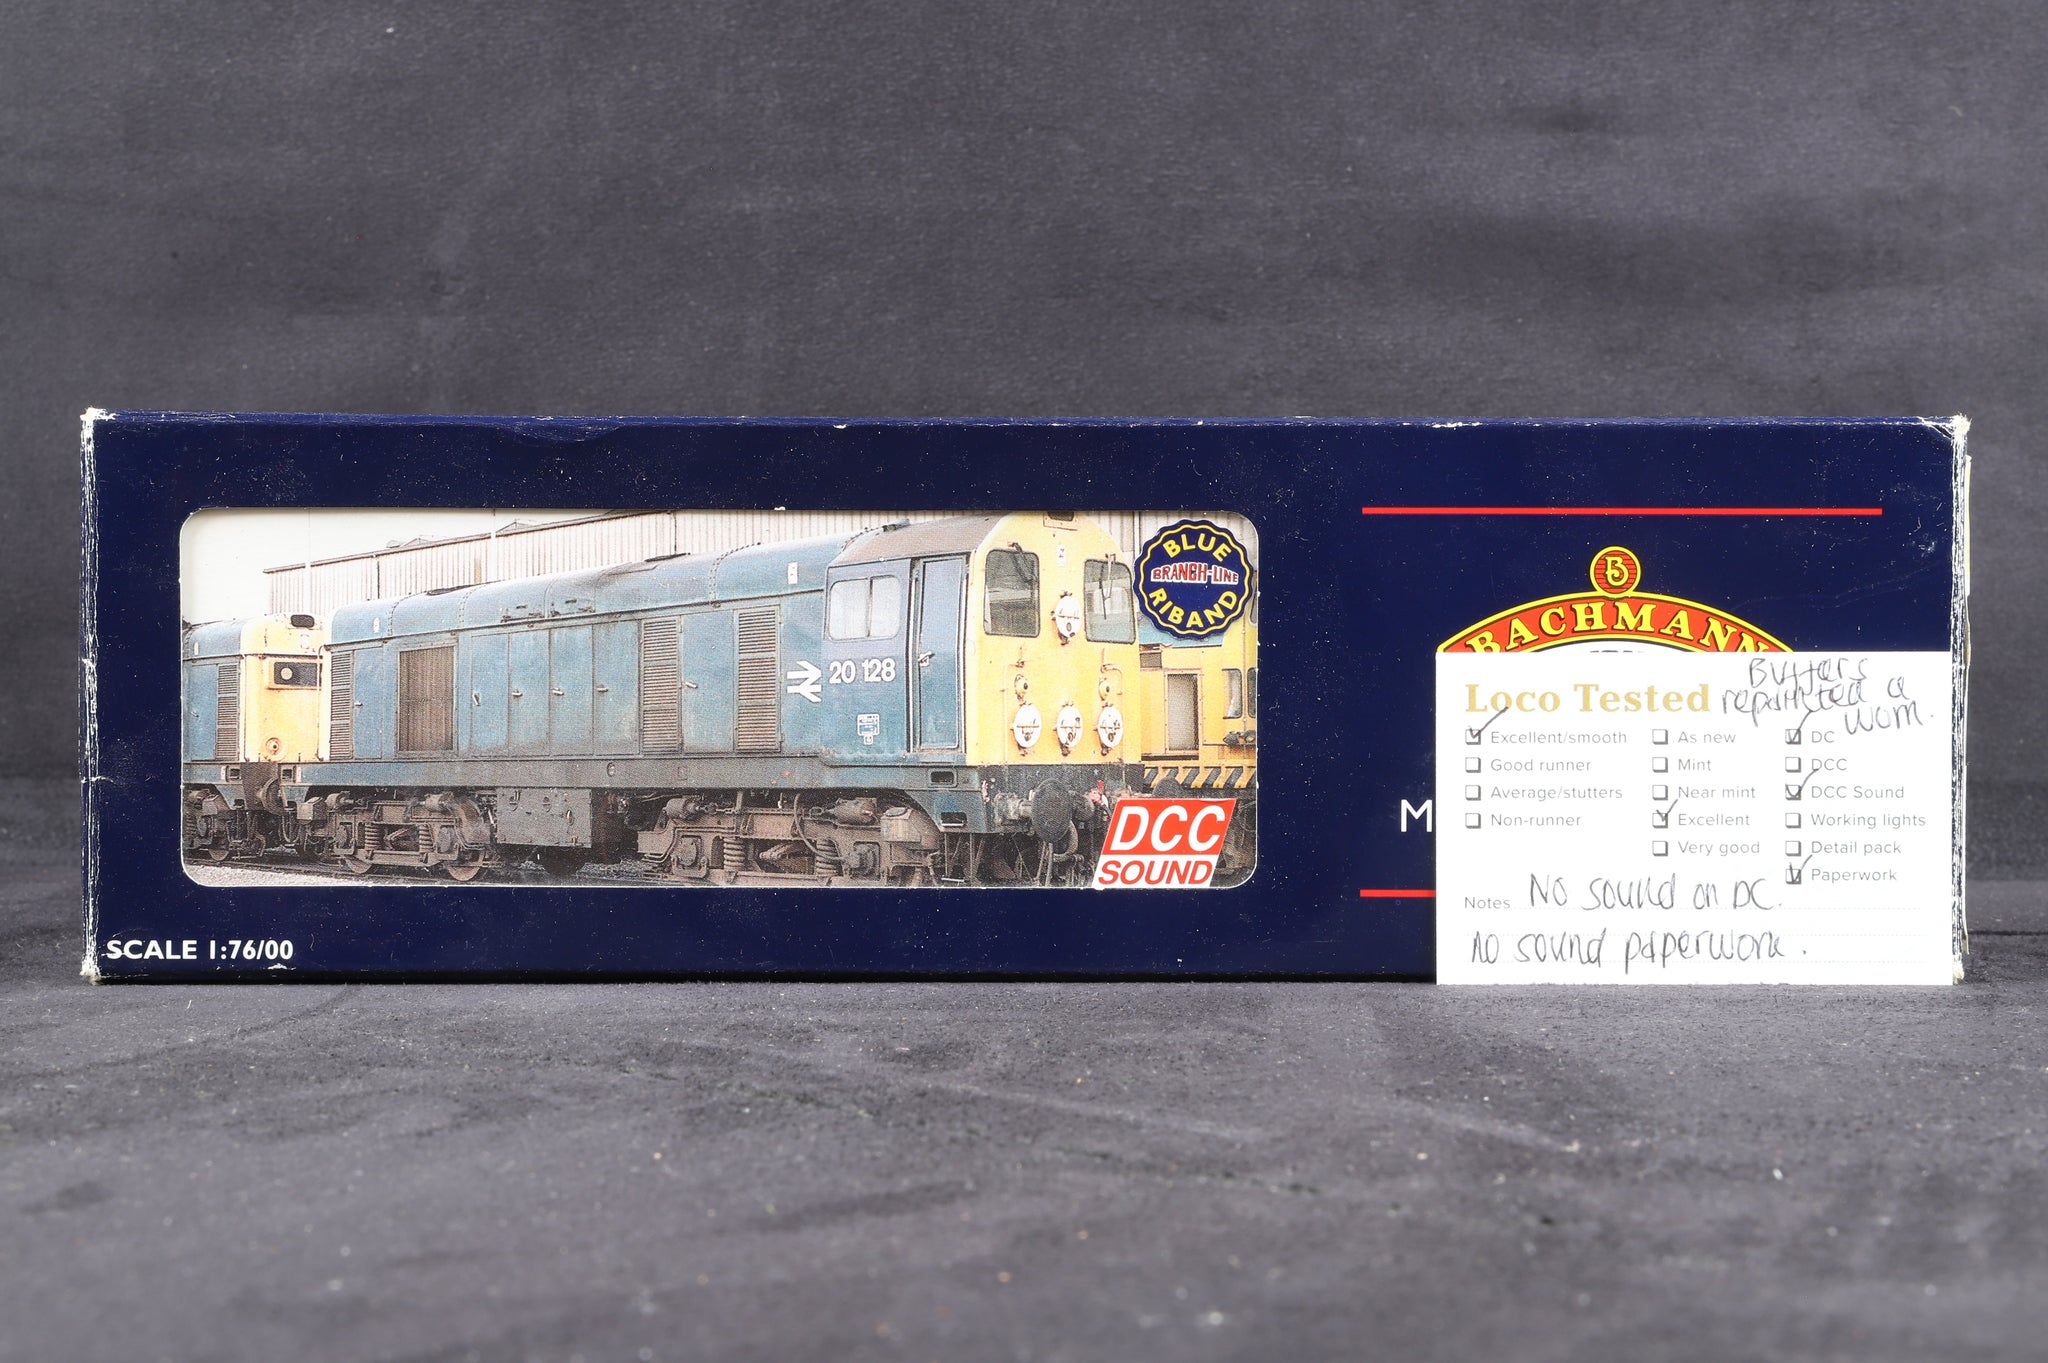 BLUE
BRANCH-LINE
RIBAND
20 128
DCC
SOUND
SCALE 1:76/00
B
BACHMANN
M
Loco Tested
Buffers
repainted &
worn.
Excellent/smooth
Good runner
Average/stutters
Non-runner
As new
Mint
Near mint
Excellent
Very good
DC
DCC
DCC Sound
Working lights
Detail pack
Paperwork
Notes No sound on DC.
No sound paperwork.